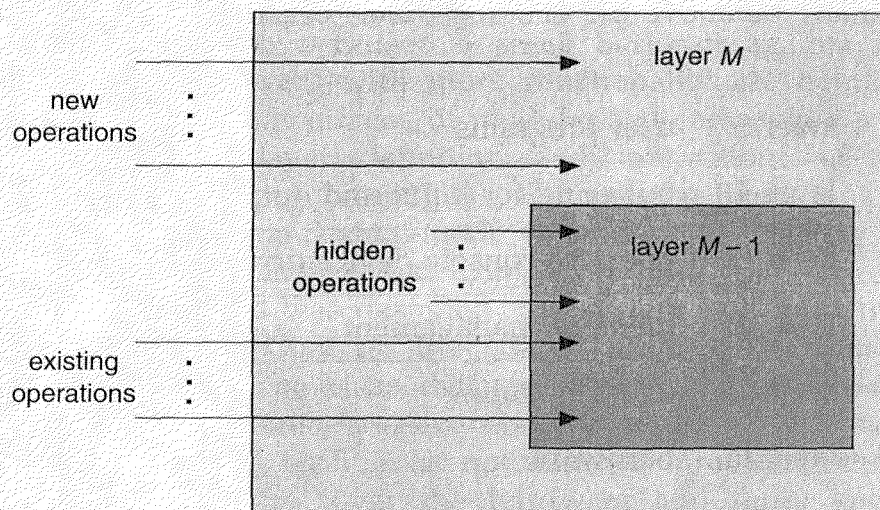 layer M
new
operations
hidden
operations
layer M – 1
existing
operations